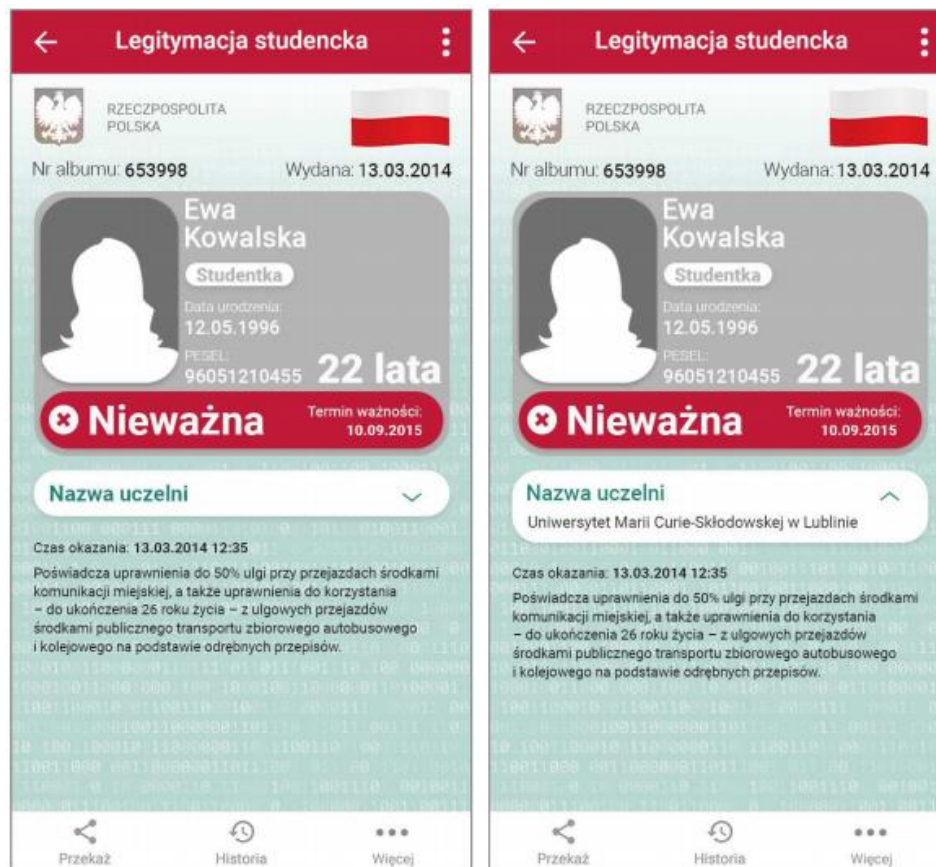 Legitymacja studencka
RZECZPOSPOLITA
POLSKA
Nr albumu: 653998 Wydana: 13.03.2014
Ewa
Kowalska
Studentka
Data urodzenia:
12.05.1996
PESEL:
96051210455 22 lata
Nieważna
Termin ważności:
10.09.2015
Nazwa uczelni
Czas okazania: 13.03.2014 12:35
Poświadcza uprawnienia do 50% ulgi przy przejazdach środkami
komunikacji miejskiej, a także uprawnienia do korzystania
– do ukończenia 26 roku życia – z ulgowych przejazdów
środkami publicznego transportu zbiorowego autobusowego
i kolejowego na podstawie odrębnych przepisów.
Przekaż Historia Więcej
Legitymacja studencka
RZECZPOSPOLITA
POLSKA
Nr albumu: 653998 Wydana: 13.03.2014
Ewa
Kowalska
Studentka
Data urodzenia:
12.05.1996
PESEL:
96051210455 22 lata
Nieważna
Termin ważności:
10.09.2015
Nazwa uczelni
Uniwersytet Marii Curie-Skłodowskej w Lublinie
Czas okazania: 13.03.2014 12:35
Poświadcza uprawnienia do 50% ulgi przy przejazdach środkami
komunikacji miejskiej, a także uprawnienia do korzystania
– do ukończenia 26 roku życia – z ulgowych przejazdów
środkami publicznego transportu zbiorowego autobusowego
i kolejowego na podstawie odrębnych przepisów.
Przekaż Historia Więcej